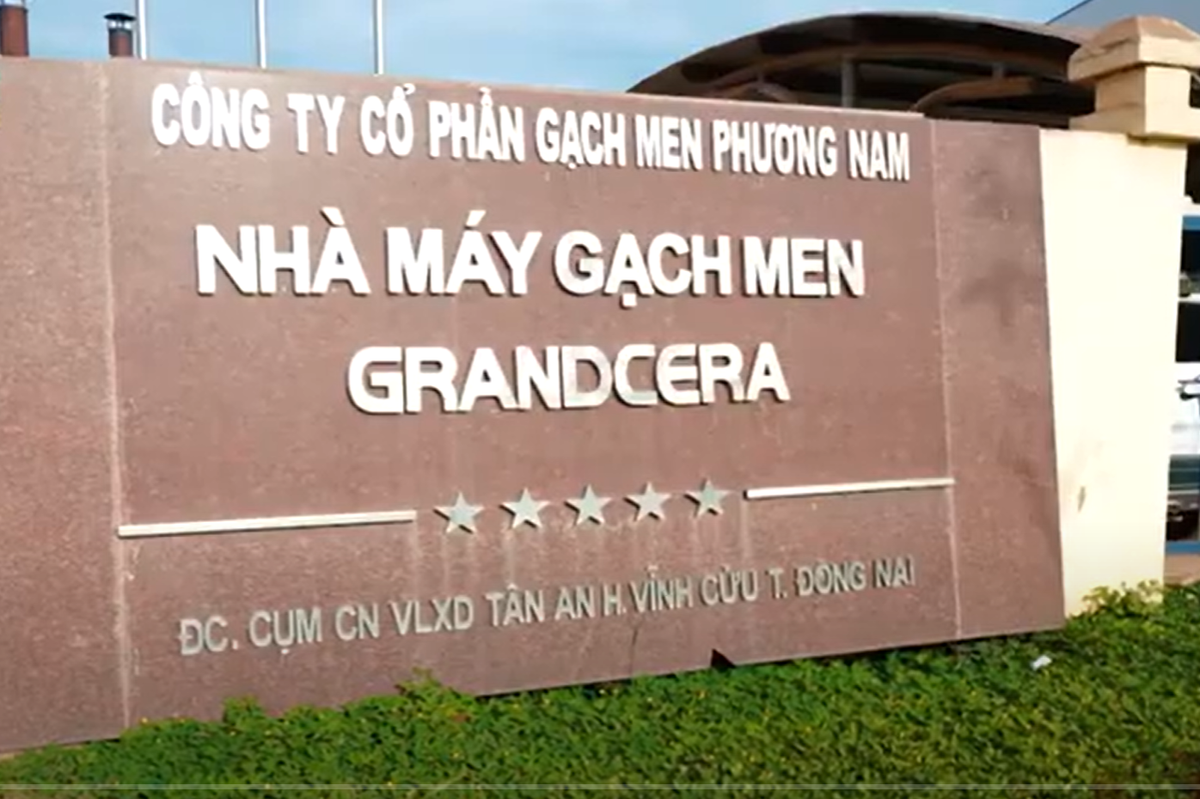 CÔNG TY CỔ PHẦN GẠCH MEN PHƯƠNG NAM
NHÀ MÁY GẠCH MEN
GRANDCERA
ĐC. CỤM CN VLXD TÂN AN H. VĨNH CỬU T. ĐỒNG NAI